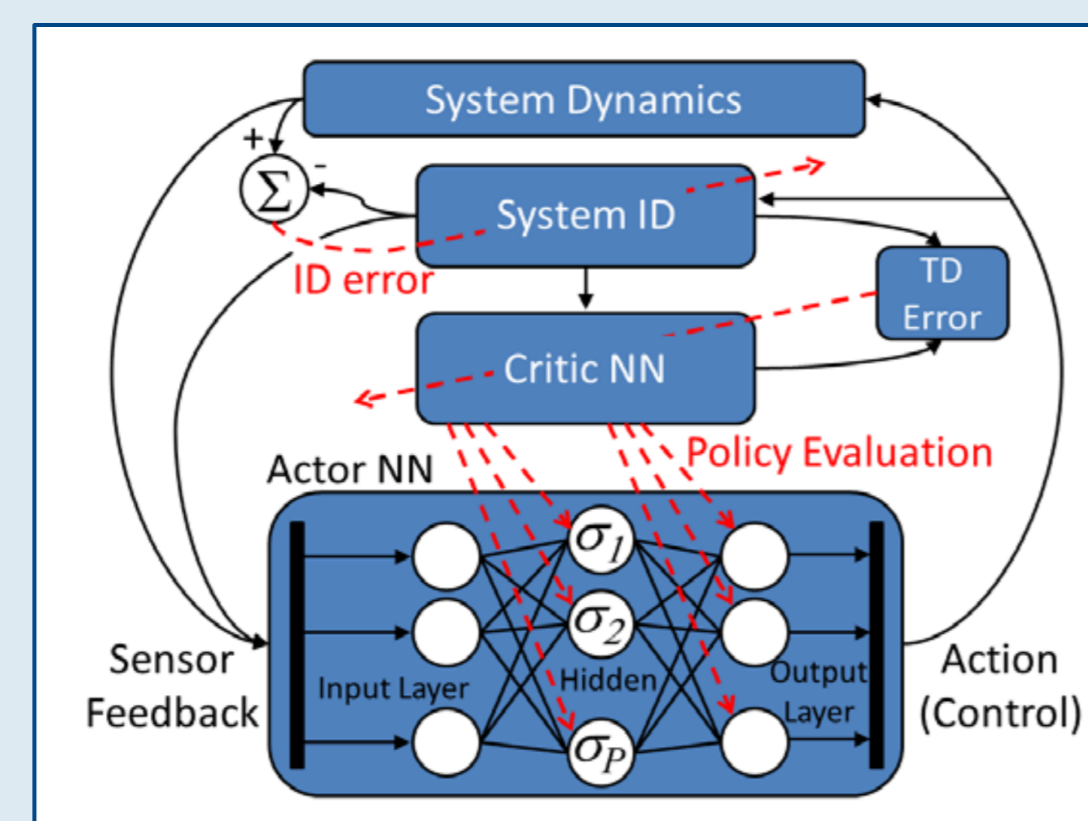 System Dynamics
+
-
Σ
System ID
ID error
TD
Error
Critic NN
Policy Evaluation
Actor NN
σ1
σ2
Hidden
σP
Sensor
Feedback
Input Layer
Output
Layer
Action
(Control)